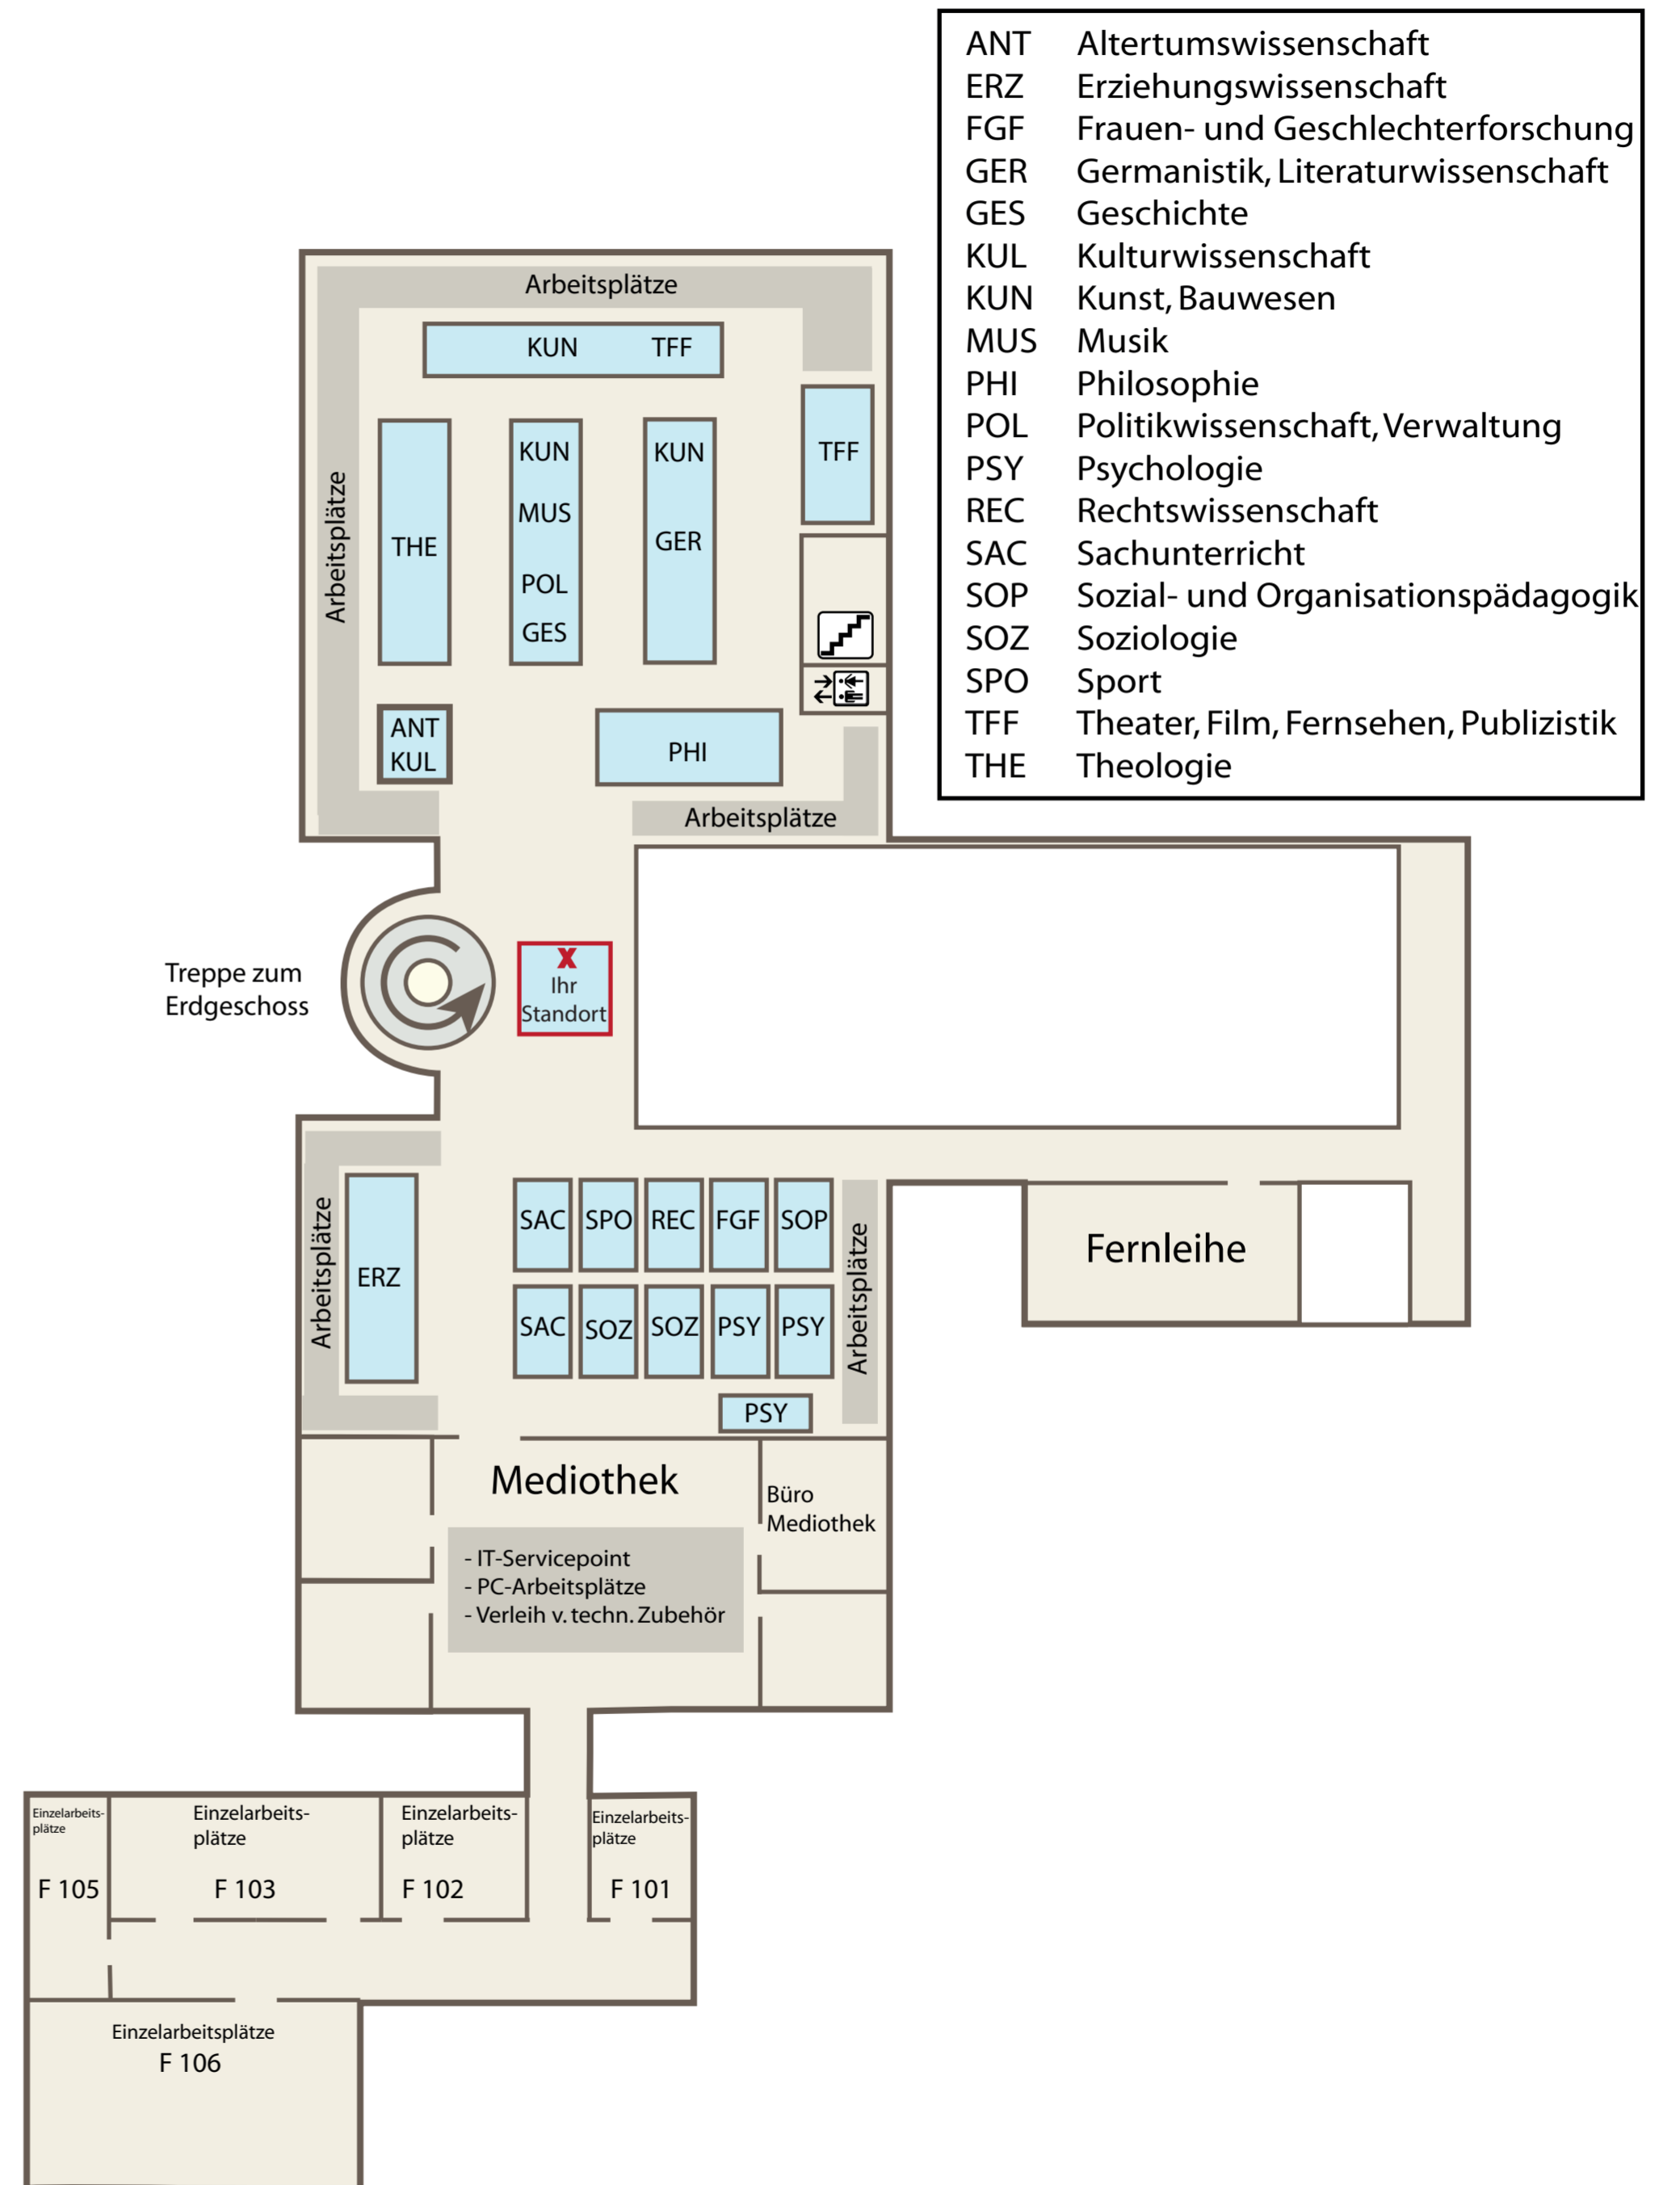 ANT Altertumswissenschaft
ERZ Erziehungswissenschaft
FGF Frauen- und Geschlechterforschung
GER Germanistik, Literaturwissenschaft
GES Geschichte
KUL Kulturwissenschaft
KUN Kunst, Bauwesen
MUS Musik
PHI Philosophie
POL Politikwissenschaft, Verwaltung
PSY Psychologie
REC Rechtswissenschaft
SAC Sachunterricht
SOP Sozial- und Organisationspädagogik
SOZ Soziologie
SPO Sport
TFF Theater, Film, Fernsehen, Publizistik
THE Theologie
Arbeitsplätze
KUN TFF
Arbeitsplätze
THE
KUN
MUS
POL
GES
KUN
GER
TFF
ANT
KUL
PHI
Arbeitsplätze
Treppe zum
Erdgeschoss
X
Ihr
Standort
Arbeitsplätze
ERZ
SAC SPO REC FGF SOP
SAC SOZ SOZ PSY PSY
PSY
Arbeitsplätze
Fernleihe
Mediothek
Büro
Mediothek
- IT-Servicepoint
- PC-Arbeitsplätze
- Verleih v. techn. Zubehör
Einzelarbeits-
plätze
F 105
Einzelarbeits-
plätze
F 103
Einzelarbeits-
plätze
F 102
Einzelarbeits-
plätze
F 101
Einzelarbeitsplätze
F 106